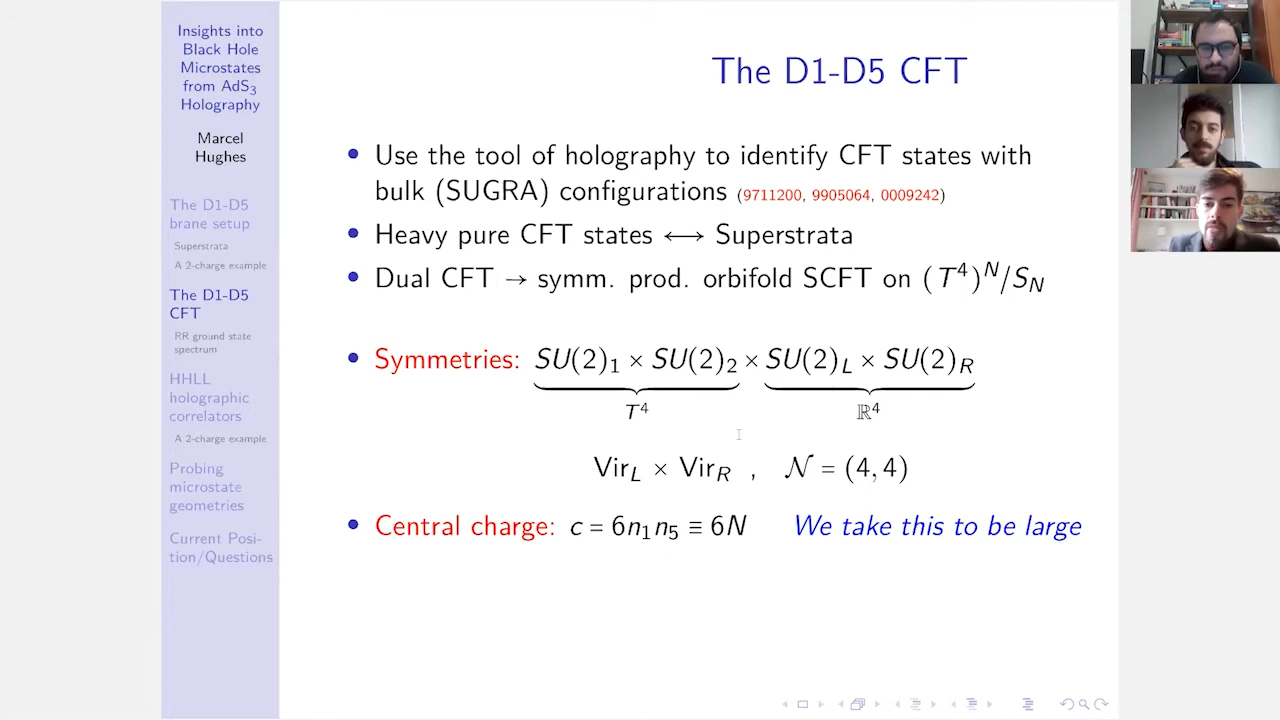 Insights into
Black Hole
Microstates
from AdS₃
Holography
Marcel
Hughes
The D1-D5
brane setup
Superstrata
A 2-charge example
The D1-D5
CFT
RR ground state
spectrum
HHLL
holographic
correlators
A 2-charge example
Probing
microstate
geometries
Current Posi-
tion/Questions
The D1-D5 CFT
• Use the tool of holography to identify CFT states with
bulk (SUGRA) configurations (9711200, 9905064, 0009242)
• Heavy pure CFT states ⟷ Superstrata
• Dual CFT → symm. prod. orbifold SCFT on (T⁴)ᴺ/S_N
• Symmetries: SU(2)₁ × SU(2)₂ × SU(2)_L × SU(2)_R
T⁴ ℝ⁴
Vir_L × Vir_R , 𝒩 = (4, 4)
• Central charge: c = 6n₁n₅ ≡ 6N We take this to be large